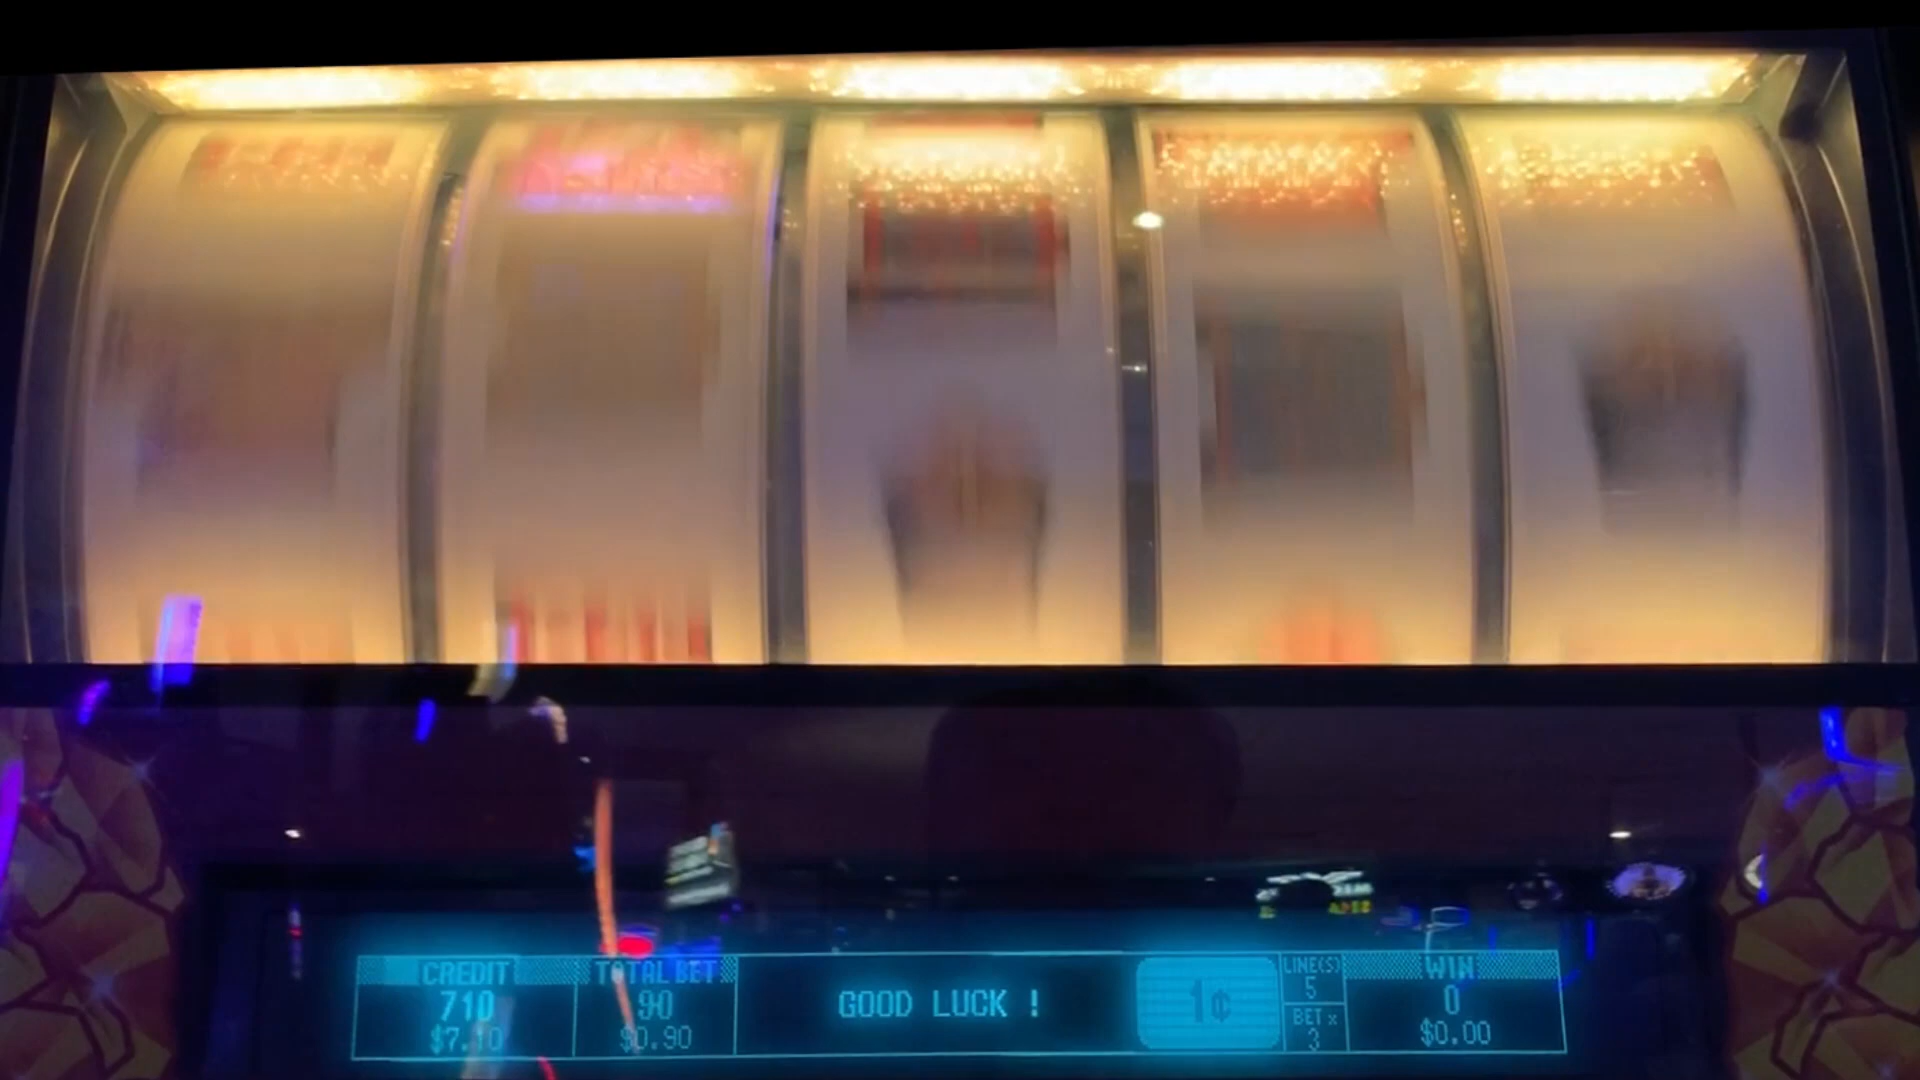 CREDIT
710
$7.10
TOTAL BET
90
$0.90
GOOD LUCK !
1¢
LINE(S)
5
BET x
3
WIN
0
$0.00